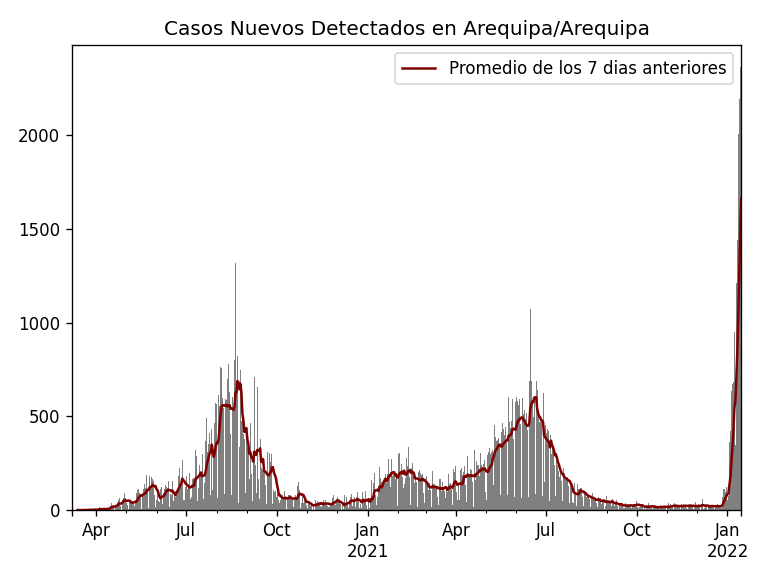 Casos Nuevos Detectados en Arequipa/Arequipa
Promedio de los 7 dias anteriores
2000
1500
1000
500
0
Apr Jul Oct Jan Apr Jul Oct Jan
2021 2022